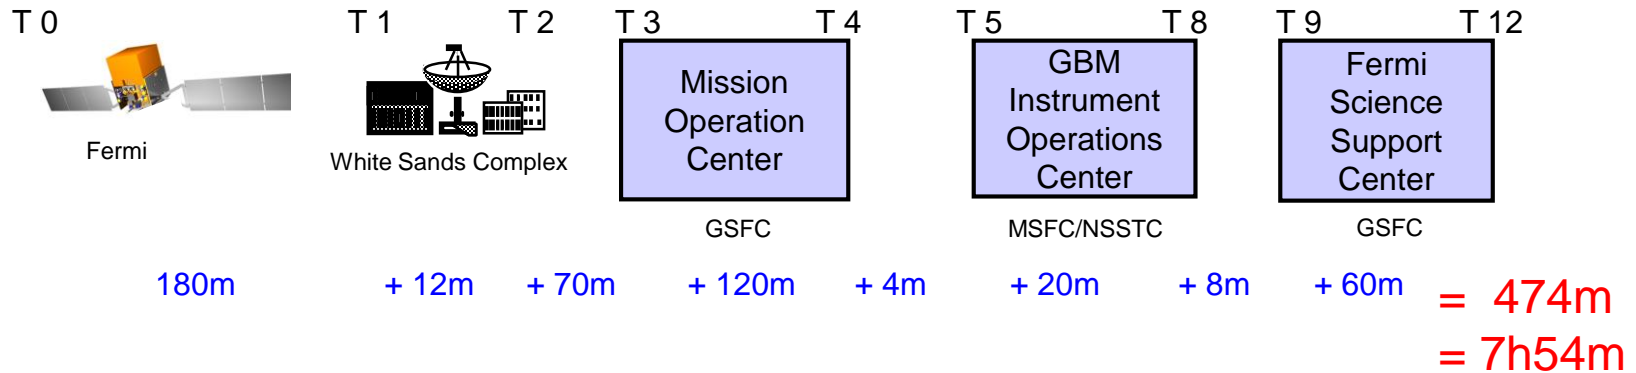 T 0 T 1 T 2 T 3 T 4 T 5 T 8 T 9 T 12
Fermi
White Sands Complex
Mission
Operation
Center
GSFC
GBM
Instrument
Operations
Center
MSFC/NSSTC
Fermi
Science
Support
Center
GSFC
180m + 12m + 70m + 120m + 4m + 20m + 8m + 60m = 474m
= 7h54m